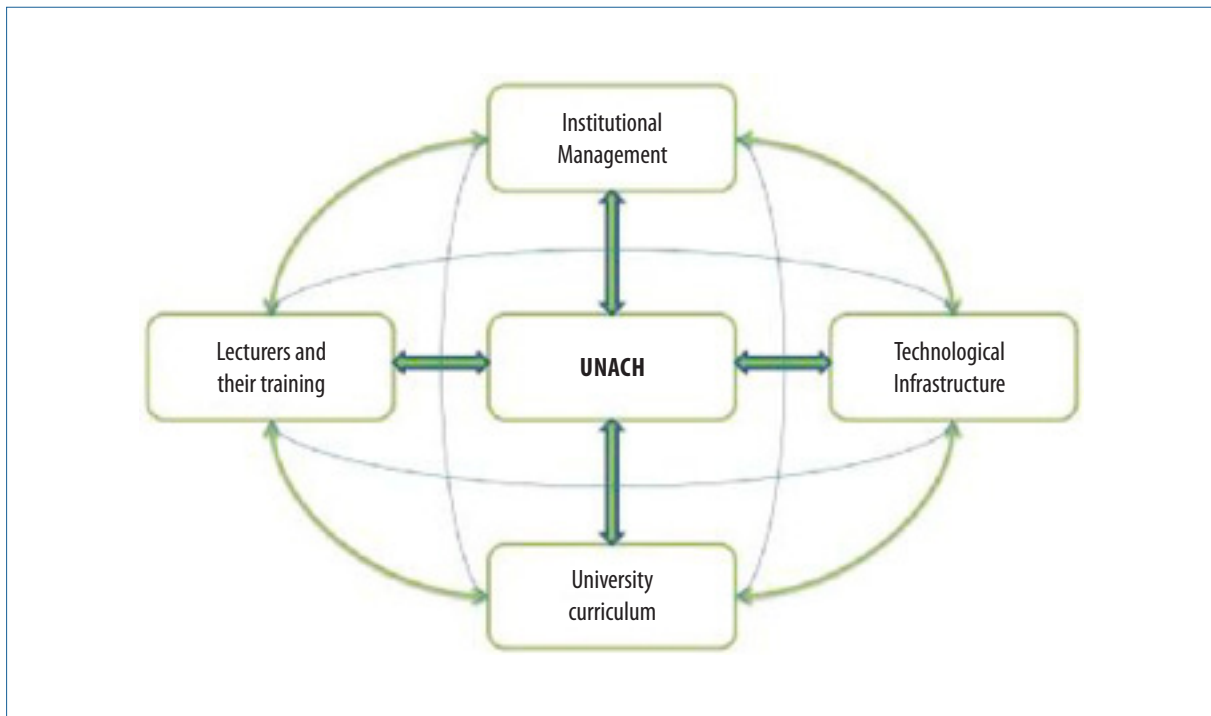 Institutional
Management
Lecturers and
their training
UNACH
Technological
Infrastructure
University
curriculum